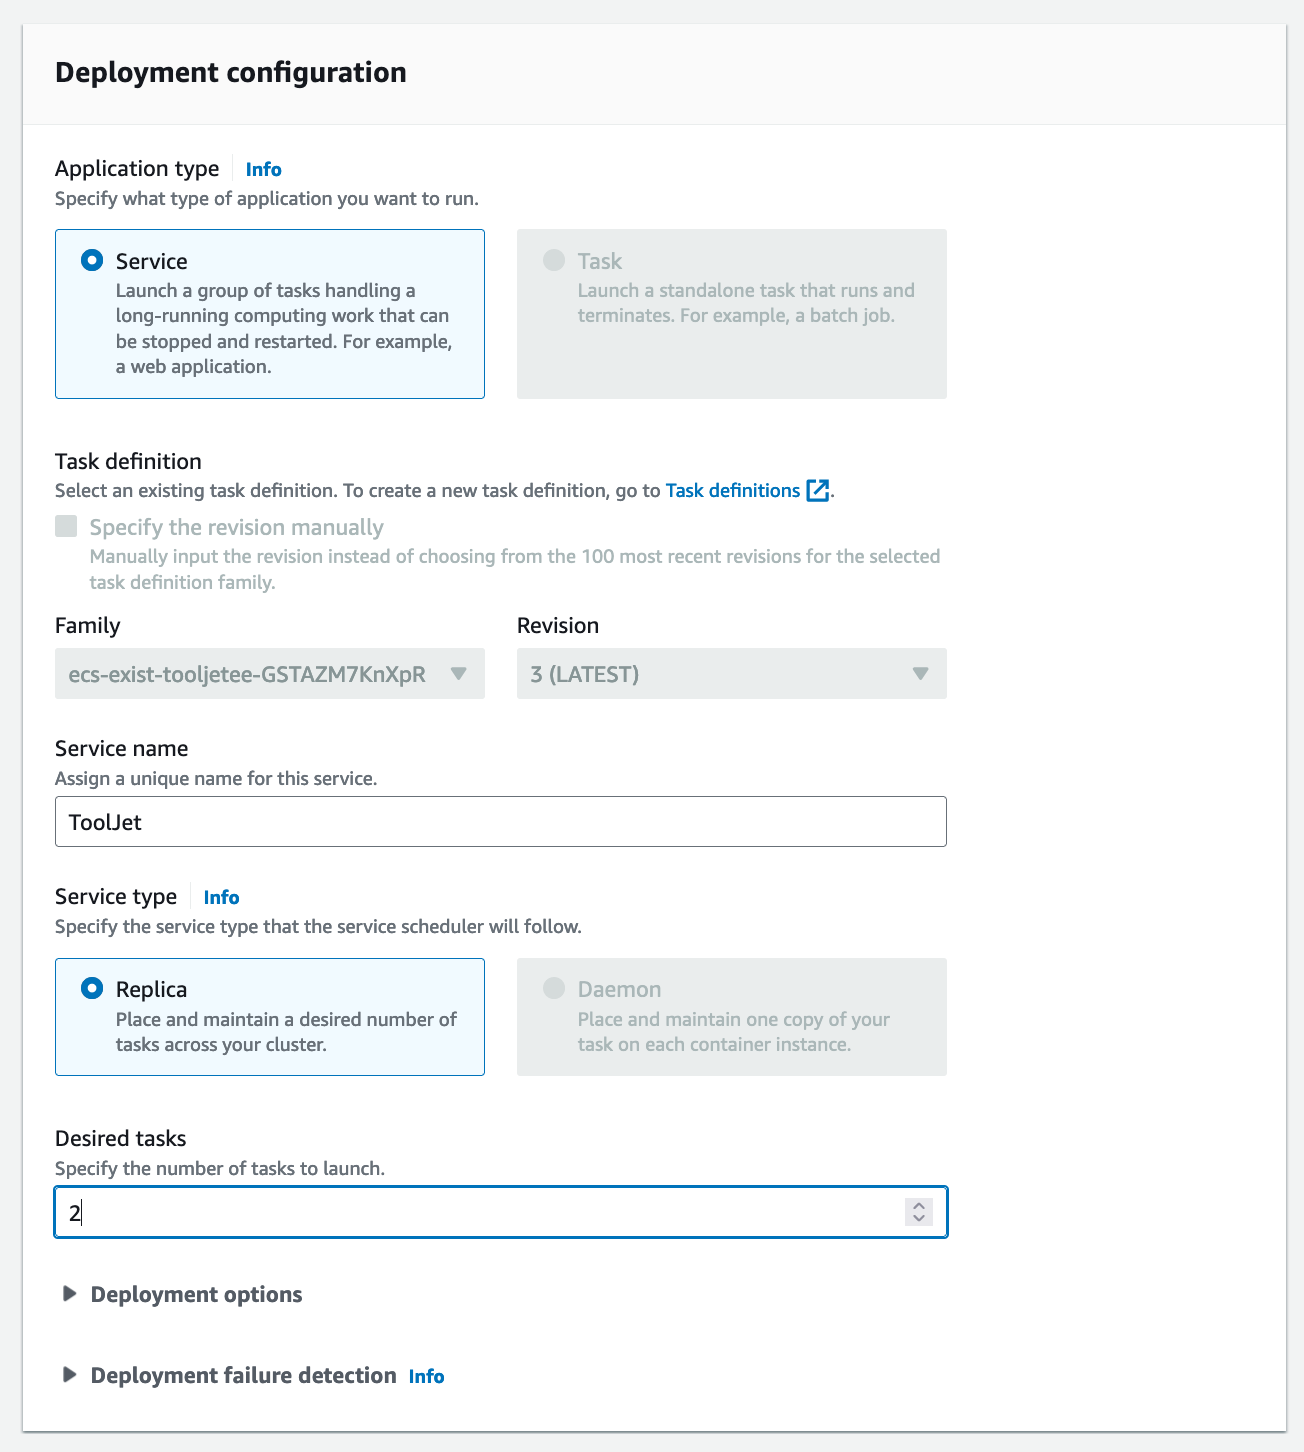 Deployment configuration
Application type Info
Specify what type of application you want to run.
Service
Launch a group of tasks handling a
long-running computing work that can
be stopped and restarted. For example,
a web application.
Task
Launch a standalone task that runs and
terminates. For example, a batch job.
Task definition
Select an existing task definition. To create a new task definition, go to Task definitions.
Specify the revision manually
Manually input the revision instead of choosing from the 100 most recent revisions for the selected
task definition family.
Family
ecs-exist-tooljetee-GSTAZM7KnXpR
Revision
3 (LATEST)
Service name
Assign a unique name for this service.
ToolJet
Service type Info
Specify the service type that the service scheduler will follow.
Replica
Place and maintain a desired number of
tasks across your cluster.
Daemon
Place and maintain one copy of your
task on each container instance.
Desired tasks
Specify the number of tasks to launch.
2
Deployment options
Deployment failure detection Info